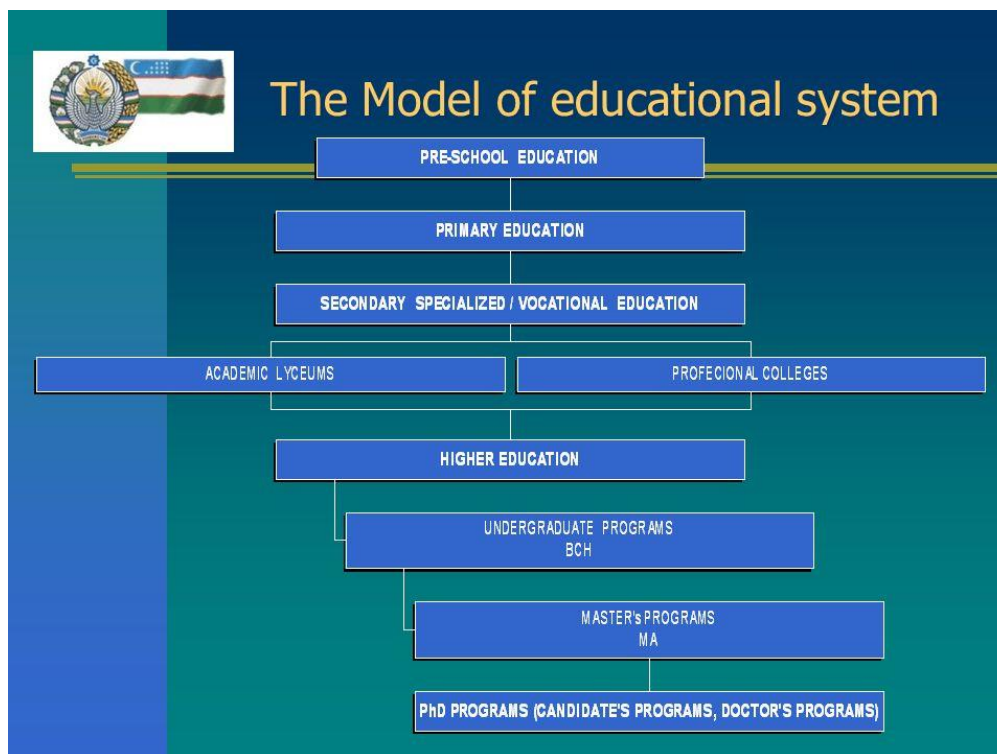 The Model of educational system
PRE-SCHOOL EDUCATION
PRIMARY EDUCATION
SECONDARY SPECIALIZED / VOCATIONAL EDUCATION
ACADEMIC LYCEUMS
PROFECIONAL COLLEGES
HIGHER EDUCATION
UNDERGRADUATE PROGRAMS
BCH
MASTER's PROGRAMS
MA
PhD PROGRAMS (CANDIDATE'S PROGRAMS, DOCTOR'S PROGRAMS)